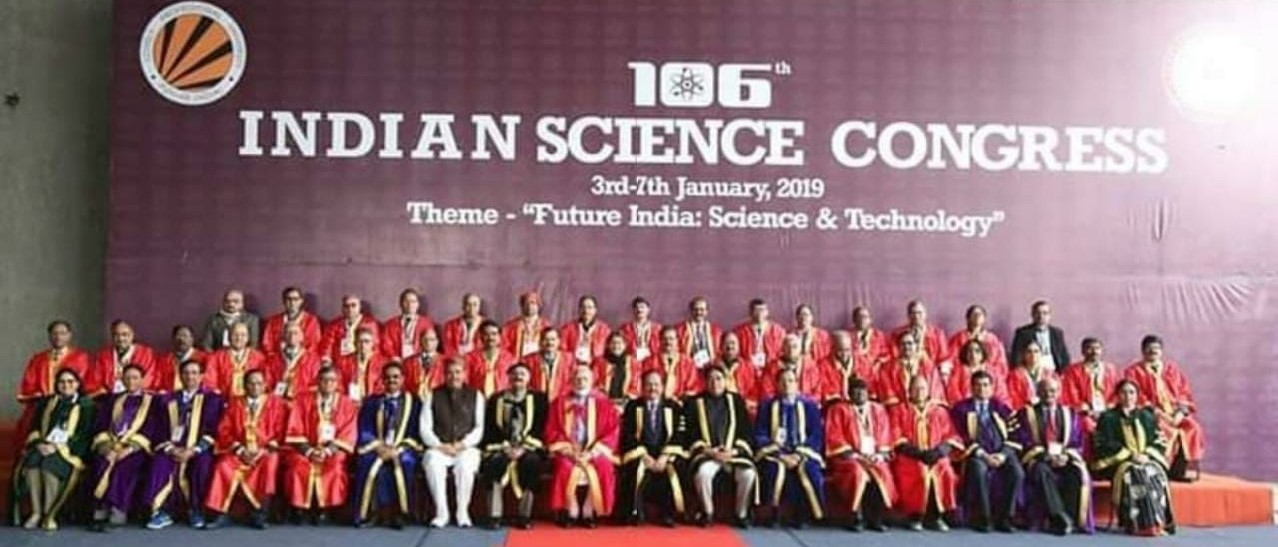 106th
INDIAN SCIENCE CONGRESS
3rd-7th January, 2019
Theme - “Future India: Science & Technology”